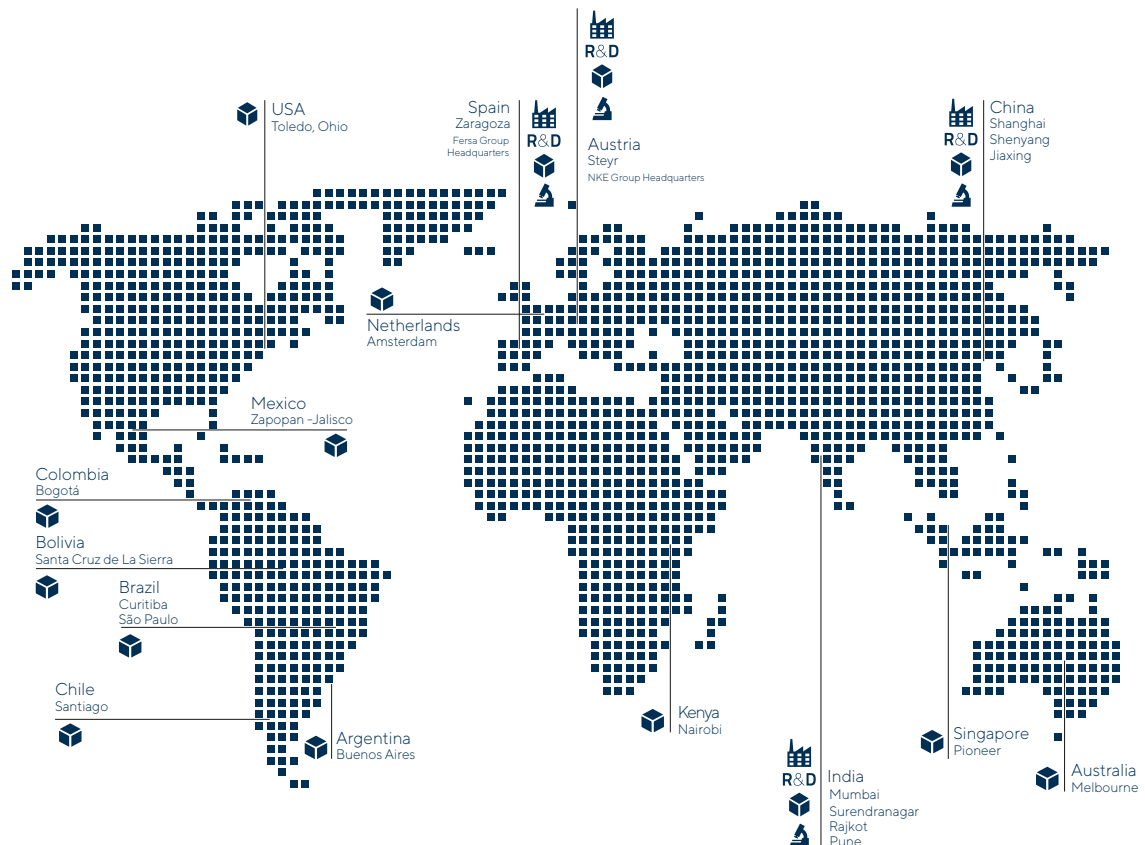 R&D
USA
Toledo, Ohio
Spain
Zaragoza
Fersa Group
Headquarters
R&D
Austria
Steyr
NKE Group Headquarters
R&D
China
Shanghai
Shenyang
Jiaxing
Netherlands
Amsterdam
Mexico
Zapopan -Jalisco
Colombia
Bogotá
Bolivia
Santa Cruz de La Sierra
Brazil
Curitiba
São Paulo
Chile
Santiago
Argentina
Buenos Aires
Kenya
Nairobi
R&D
India
Mumbai
Surendranagar
Rajkot
Pune
Singapore
Pioneer
Australia
Melbourne